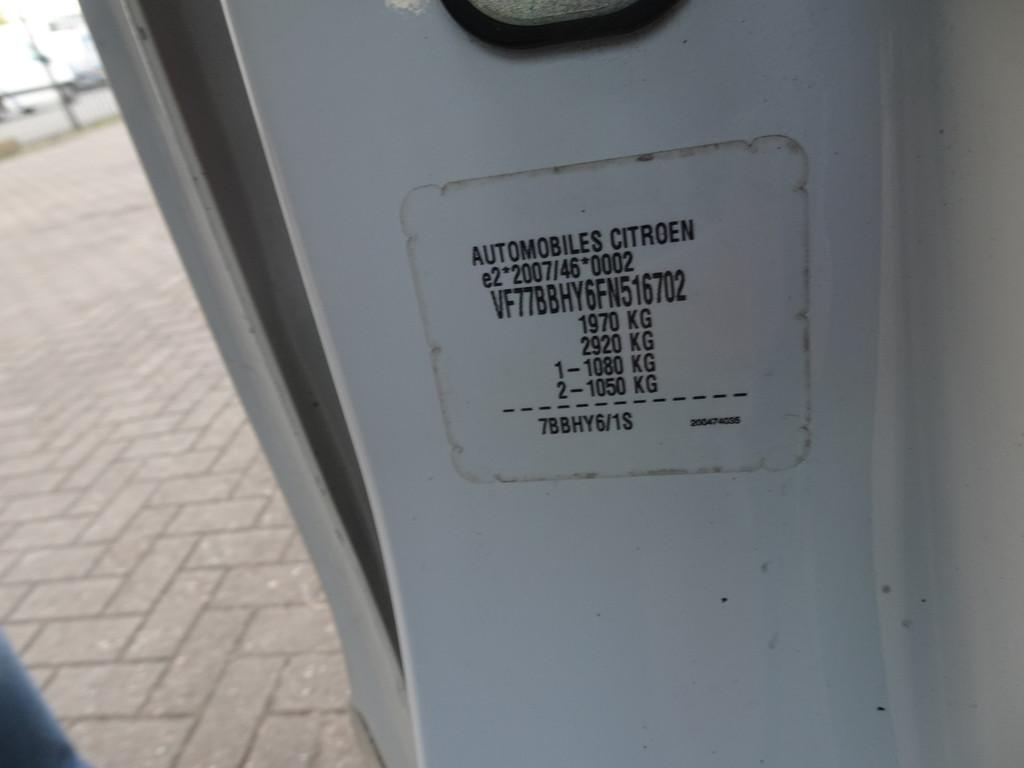 AUTOMOBILES CITROEN
e2*2007/46*0002
VF77BBHY6FN516702
1970 KG
2920 KG
1-1080 KG
2-1050 KG
7BBHY6/1S 200474035